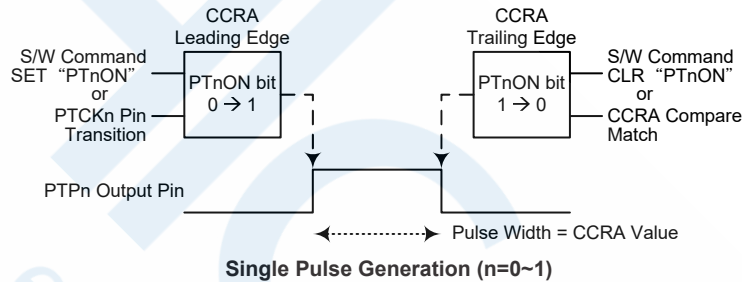 CCRA
Leading Edge
CCRA
Trailing Edge
S/W Command
SET “PTnON”
or
PTCKn Pin
Transition
PTnON bit
0 → 1
PTnON bit
1 → 0
S/W Command
CLR “PTnON”
or
CCRA Compare
Match
PTPn Output Pin
Pulse Width = CCRA Value
Single Pulse Generation (n=0~1)